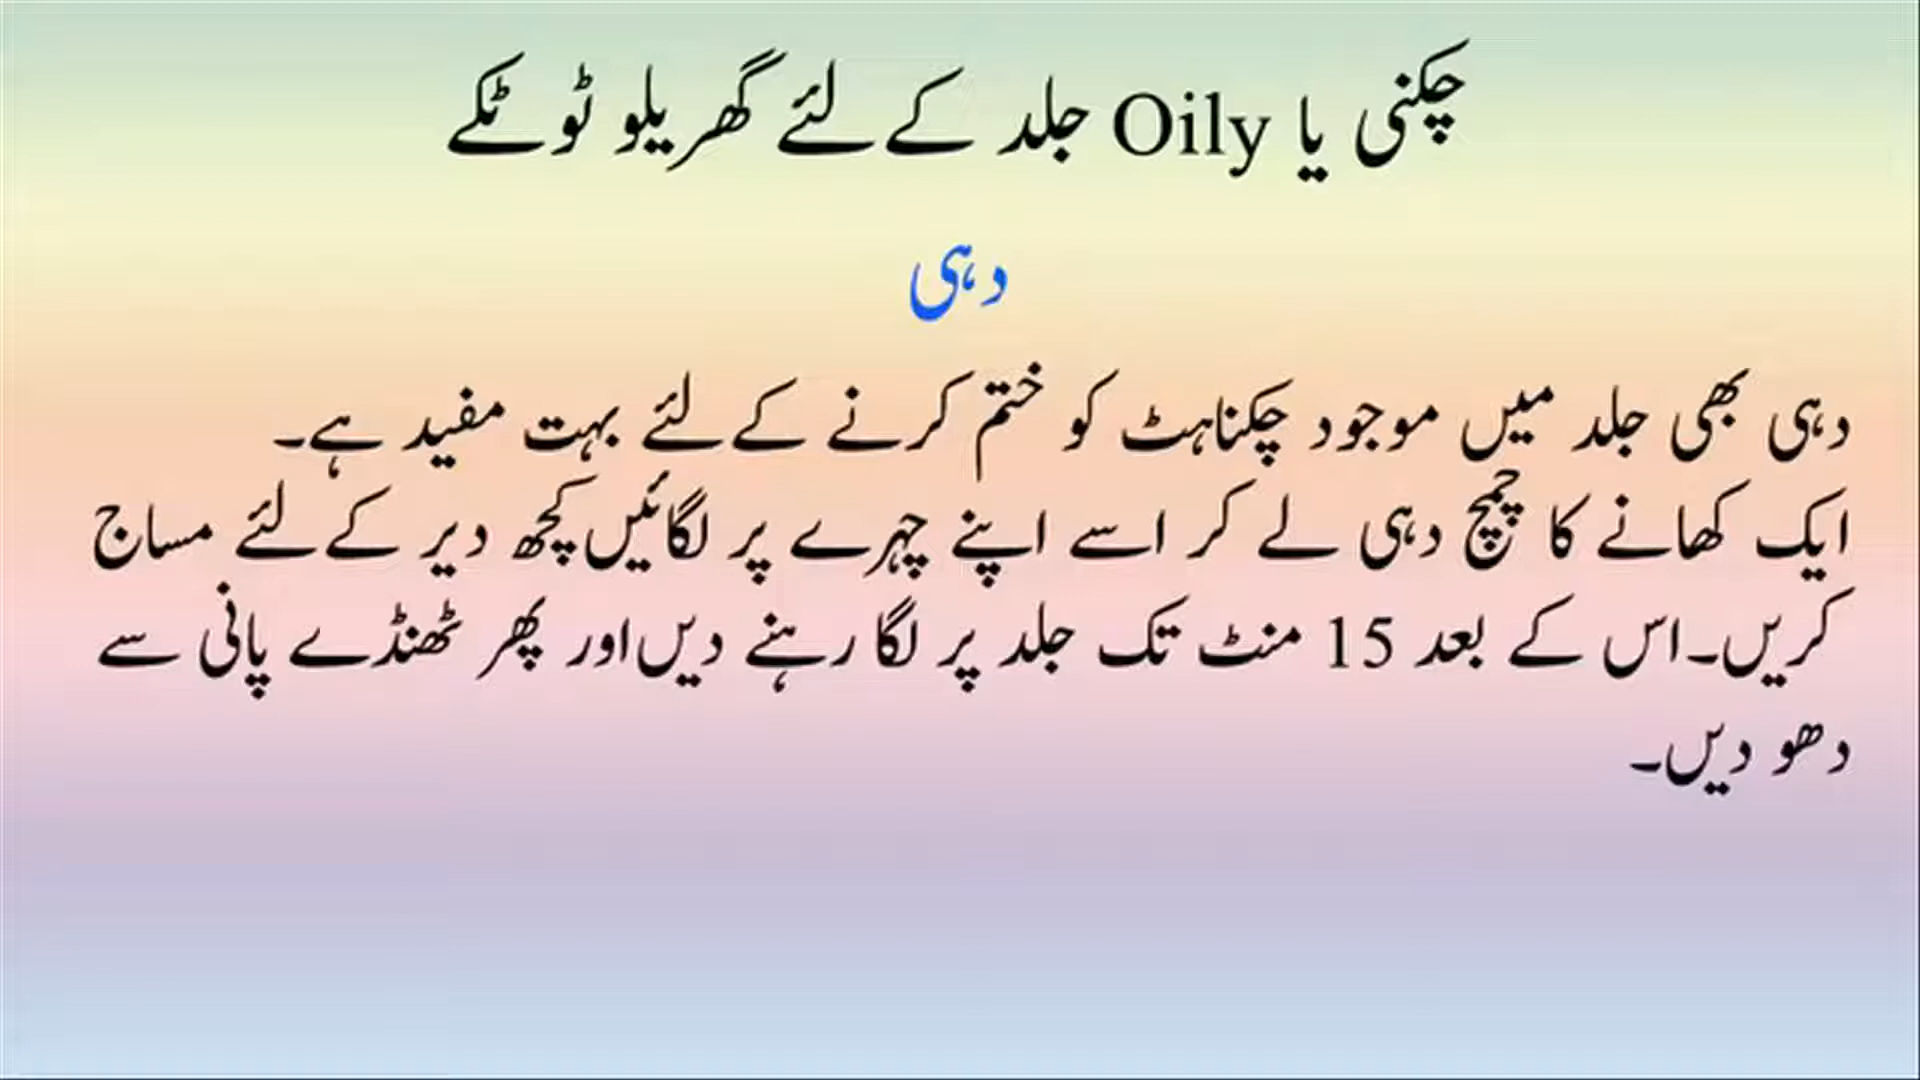 چکنی یا Oily جلد کے لئے گھریلو ٹوٹکے
دہی
دہی بھی جلد میں موجود چکناہٹ کو ختم کرنے کے لئے بہت مفید ہے۔
ایک کھانے کا چمچ دہی لے کر اسے اپنے چہرے پر لگائیں کچھ دیر کے لئے مساج
کریں۔ اس کے بعد 15 منٹ تک جلد پر لگا رہنے دیں اور پھر ٹھنڈے پانی سے
دھو دیں۔